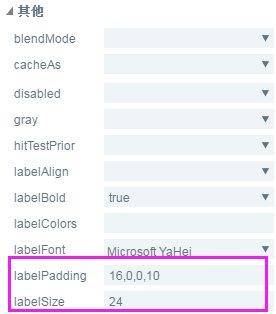 其他
blendMode
cacheAs
disabled
gray
hitTestPrior
labelAlign
labelBold true
labelColors
labelFont Microsoft YaHei
labelPadding 16,0,0,10
labelSize 24